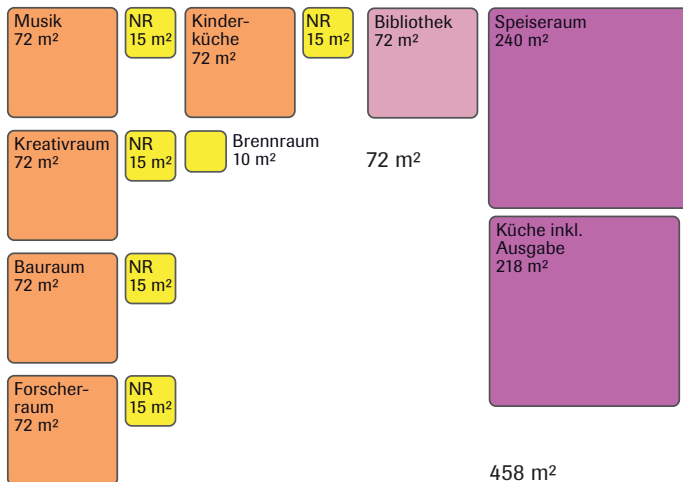 Musik
72 m²
NR
15 m²
Kinder-
küche
72 m²
NR
15 m²
Bibliothek
72 m²
Speiseraum
240 m²
Kreativraum
72 m²
NR
15 m²
Brennraum
10 m²
72 m²
Küche inkl.
Ausgabe
218 m²
Bauraum
72 m²
NR
15 m²
Forscher-
raum
72 m²
NR
15 m²
458 m²